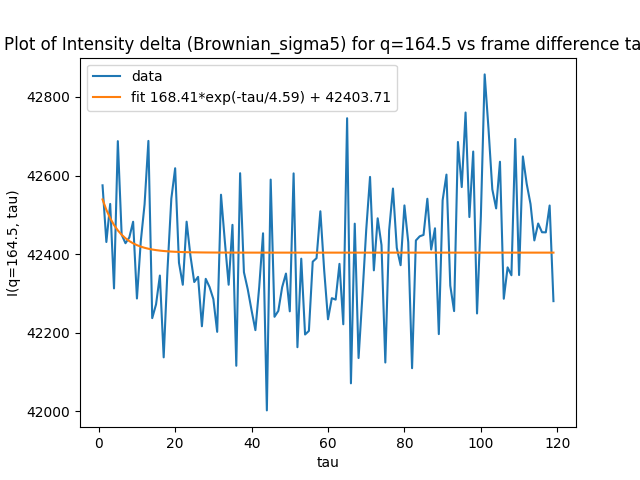 Plot of Intensity delta (Brownian_sigma5) for q=164.5 vs frame difference ta
data
fit 168.41*exp(-tau/4.59) + 42403.71
I(q=164.5, tau)
42800
42600
42400
42200
42000
0 20 40 60 80 100 120
tau